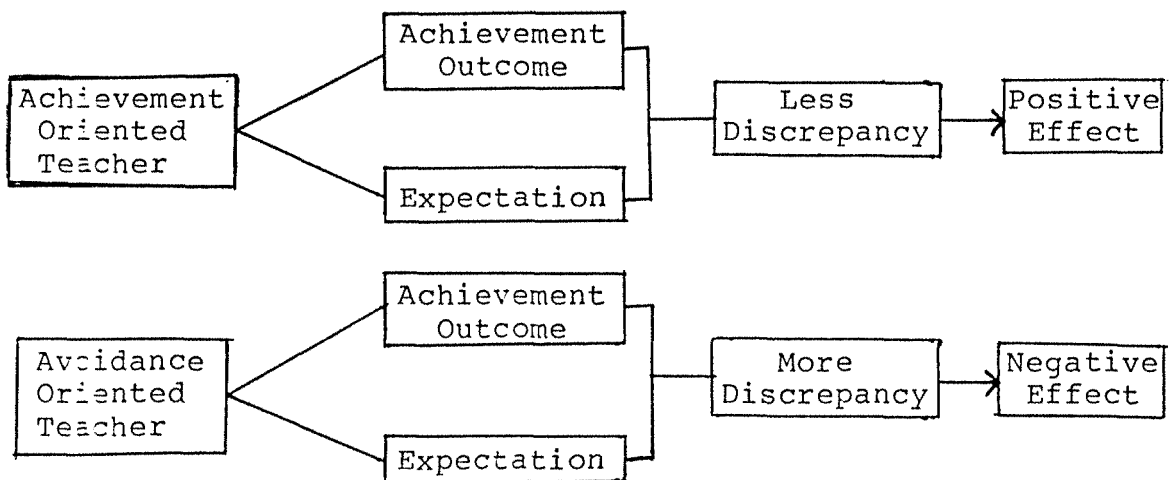 Achievement
Outcome
Achievement
Oriented
Teacher
Less
Discrepancy
Positive
Effect
Expectation
Achievement
Outcome
Avoidance
Oriented
Teacher
More
Discrepancy
Negative
Effect
Expectation